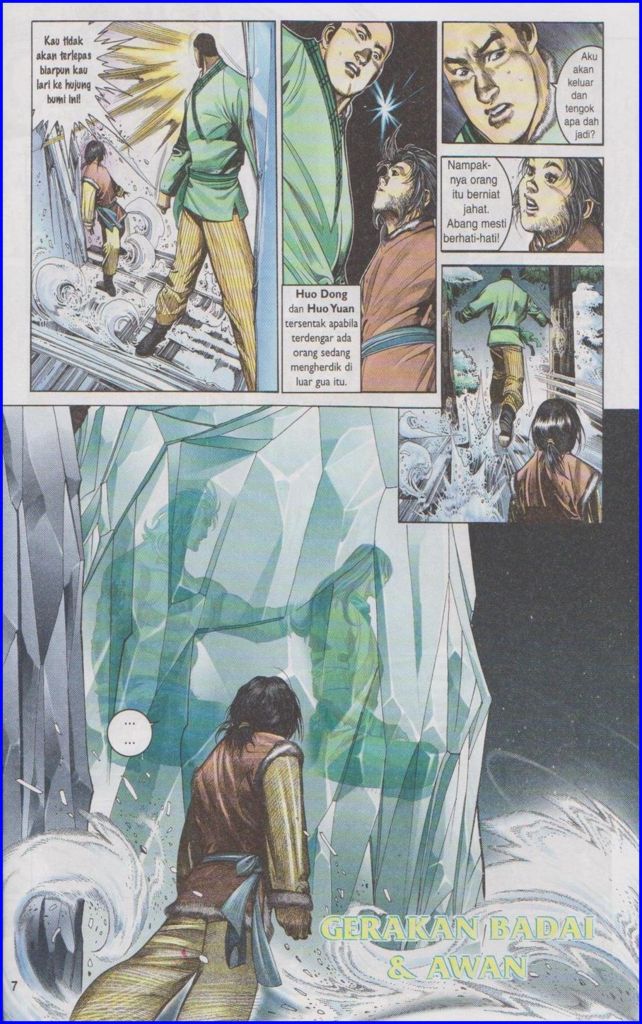 Kau tidak
akan terlepas
biarpun kau
lari ke hujung
bumi ini!
Huo Dong
dan Huo Yuan
tersentak apabila
terdengar ada
orang sedang
mengherdik di
luar gua itu.
Aku
akan
keluar
dan
tengok
apa dah
jadi?
Nampak-
nya orang
itu berniat
jahat.
Abang mesti
berhati-hati!
...
...
GERAKAN BADAI
& AWAN
7